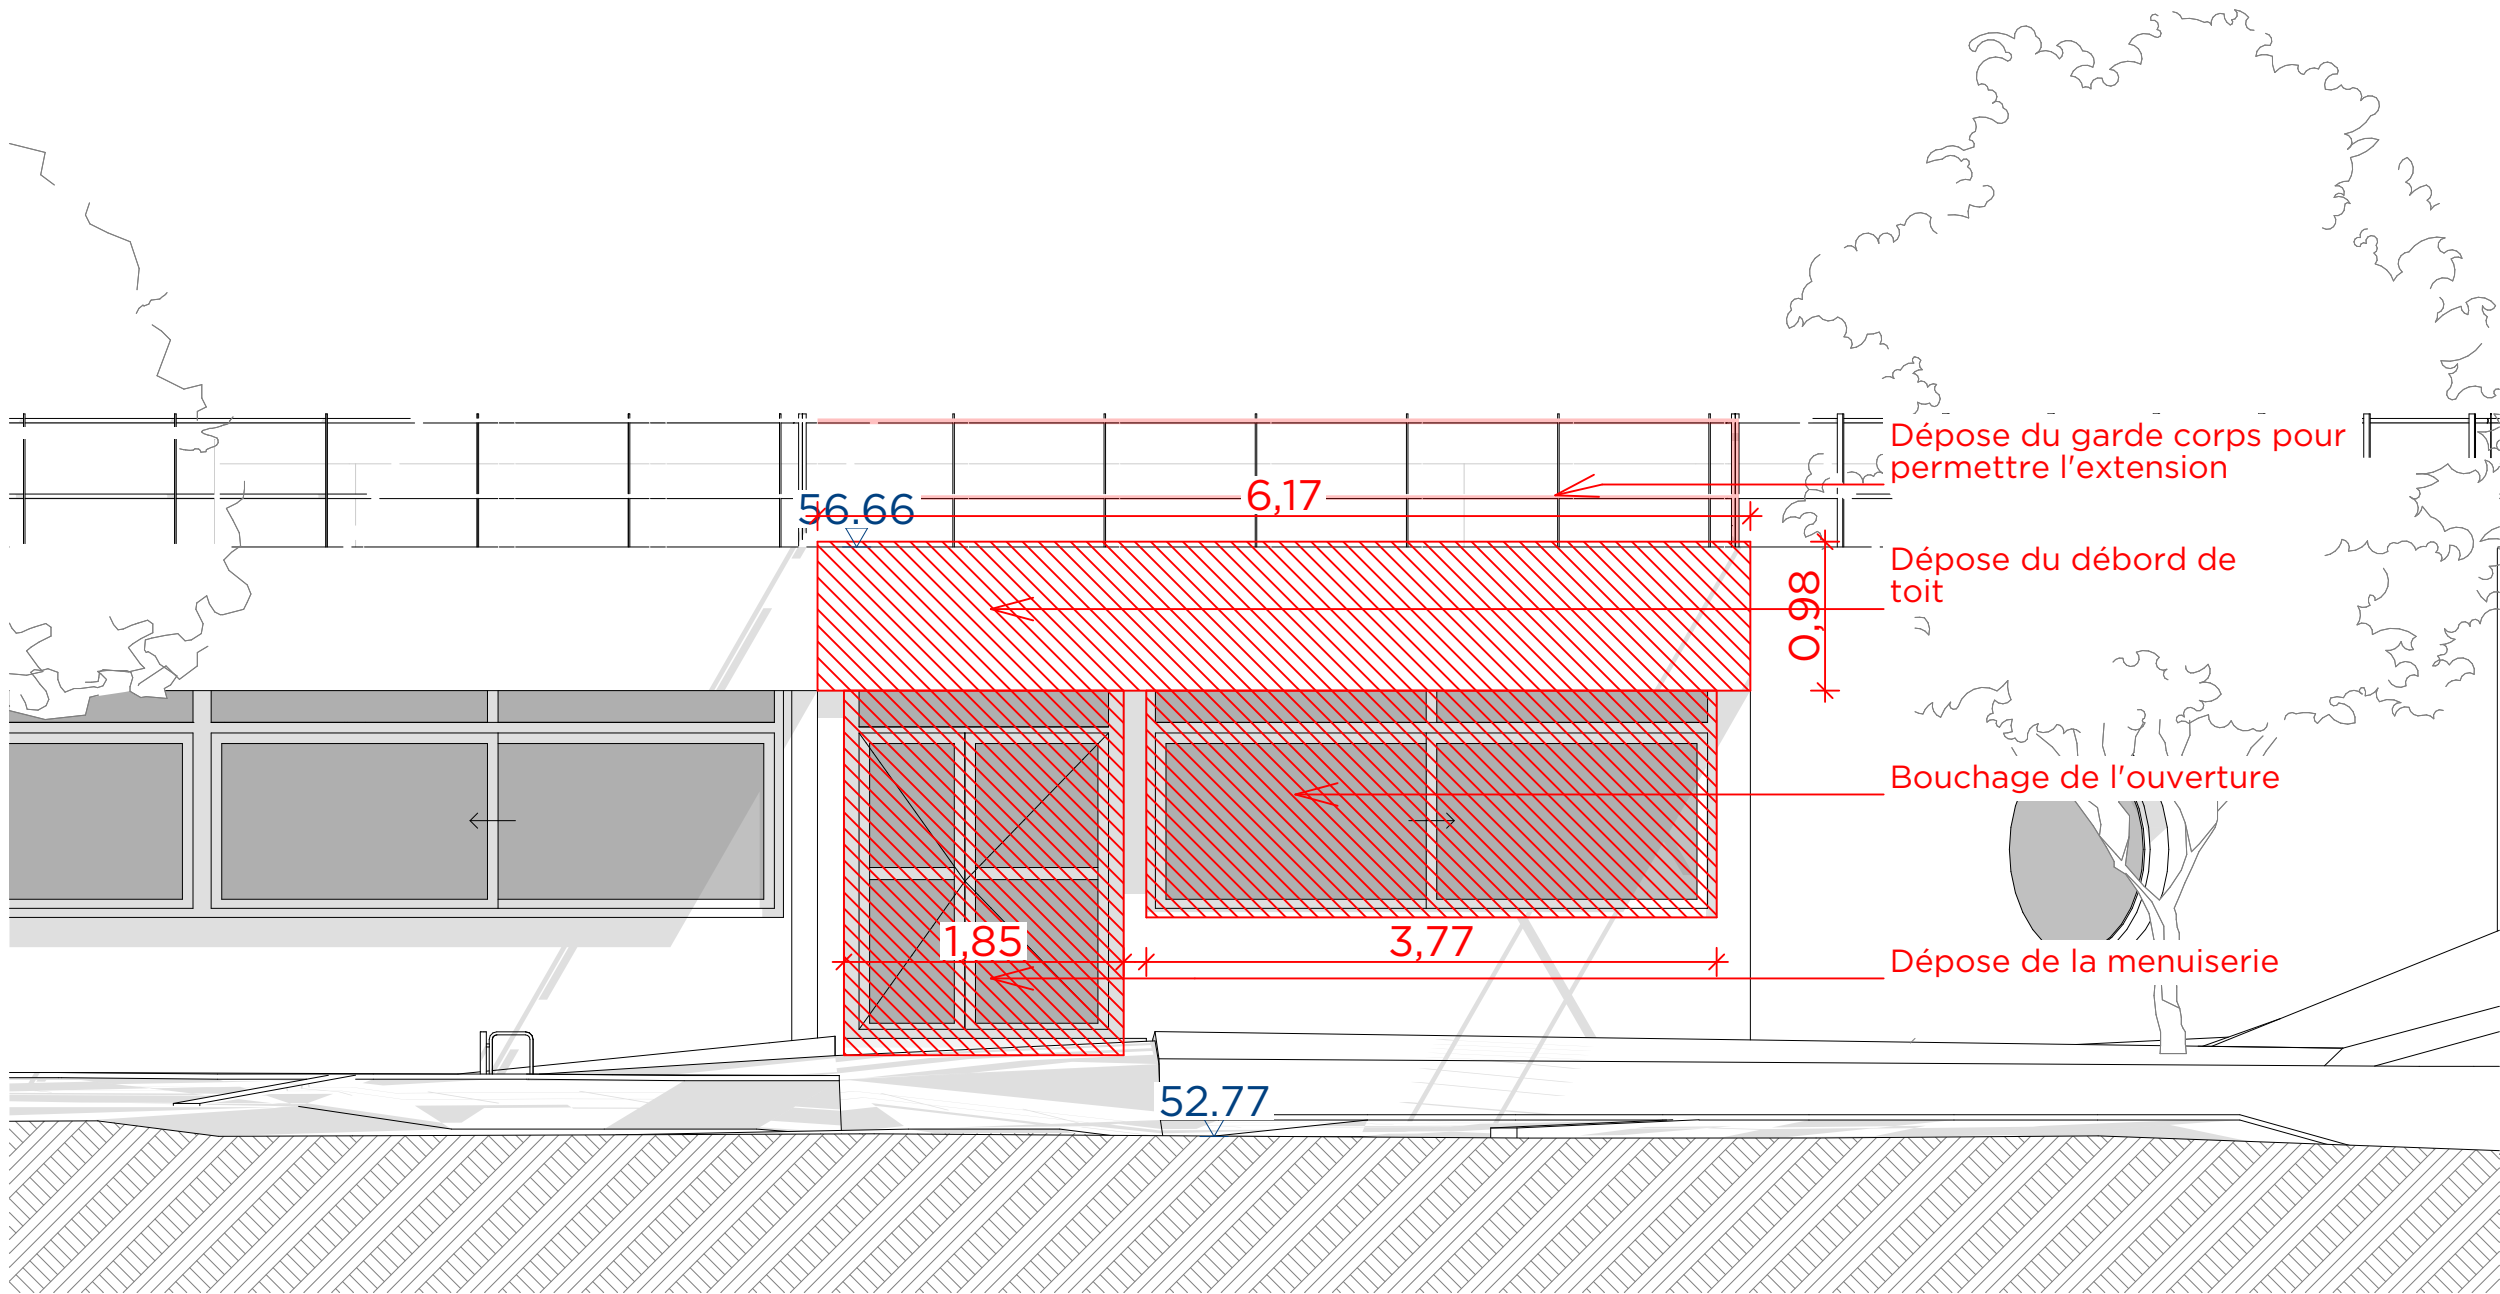 Dépose du garde corps pour
permettre l'extension
6,17
56.66
Dépose du débord de
toit
0,98
Bouchage de l'ouverture
1,85
3,77
Dépose de la menuiserie
52.77